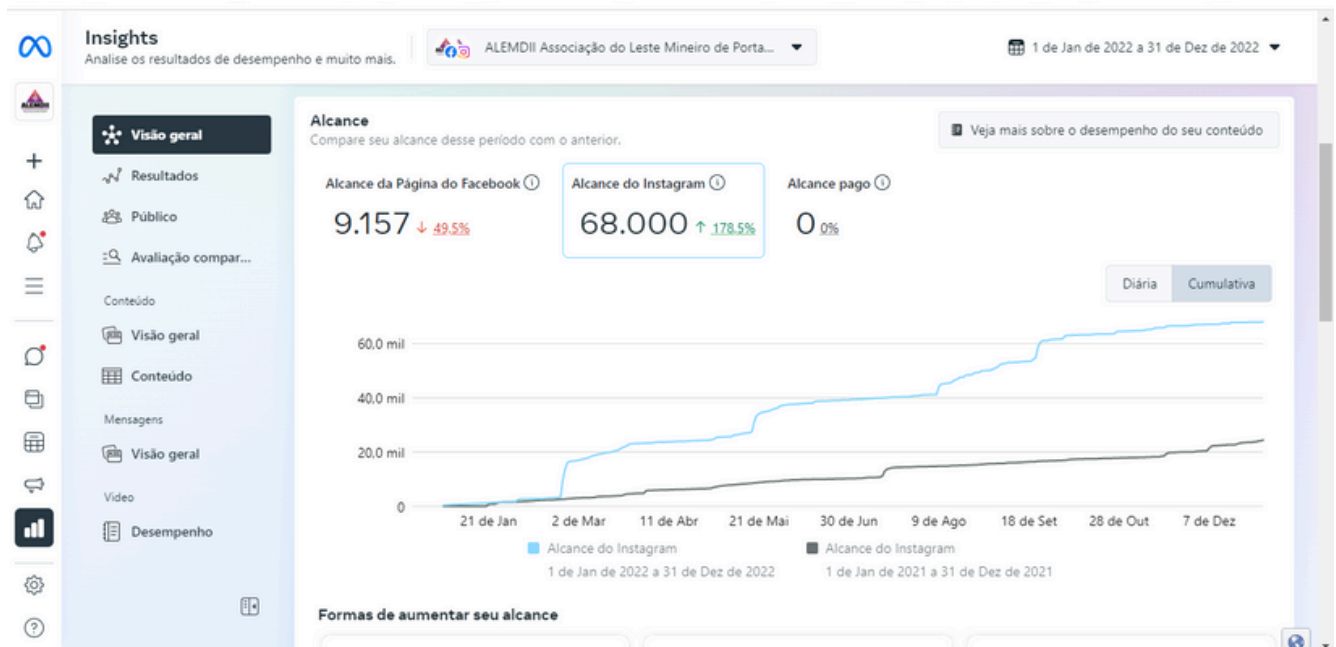 Insights
Analise os resultados de desempenho e muito mais.
ALEMDII Associação do Leste Mineiro de Porta...
1 de Jan de 2022 a 31 de Dez de 2022
ALEMDII
Visão geral
Resultados
Público
Avaliação compar...
Conteúdo
Visão geral
Conteúdo
Mensagens
Visão geral
Vídeo
Desempenho
Alcance
Compare seu alcance desse período com o anterior.
Veja mais sobre o desempenho do seu conteúdo
Alcance da Página do Facebook
9.157 ↓ 49,5%
Alcance do Instagram
68.000 ↑ 178,5%
Alcance pago
0 0%
Diária Cumulativa
60.0 mil
40.0 mil
20.0 mil
0
21 de Jan 2 de Mar 11 de Abr 21 de Mai 30 de Jun 9 de Ago 18 de Set 28 de Out 7 de Dez
Alcance do Instagram
1 de Jan de 2022 a 31 de Dez de 2022
Alcance do Instagram
1 de Jan de 2021 a 31 de Dez de 2021
Formas de aumentar seu alcance